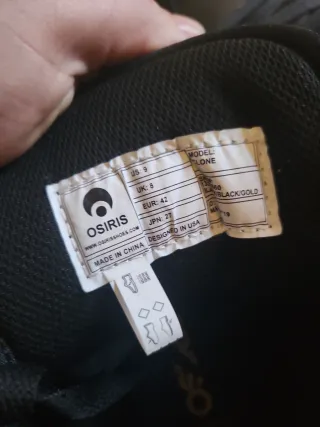 OSIRIS
WWW.OSIRISSHOES.COM
MADE IN CHINA
US: 9
UK: 8
EUR: 42
JPN: 27
DESIGNED IN USA
MODEL:
CLONE
BLACK/GOLD